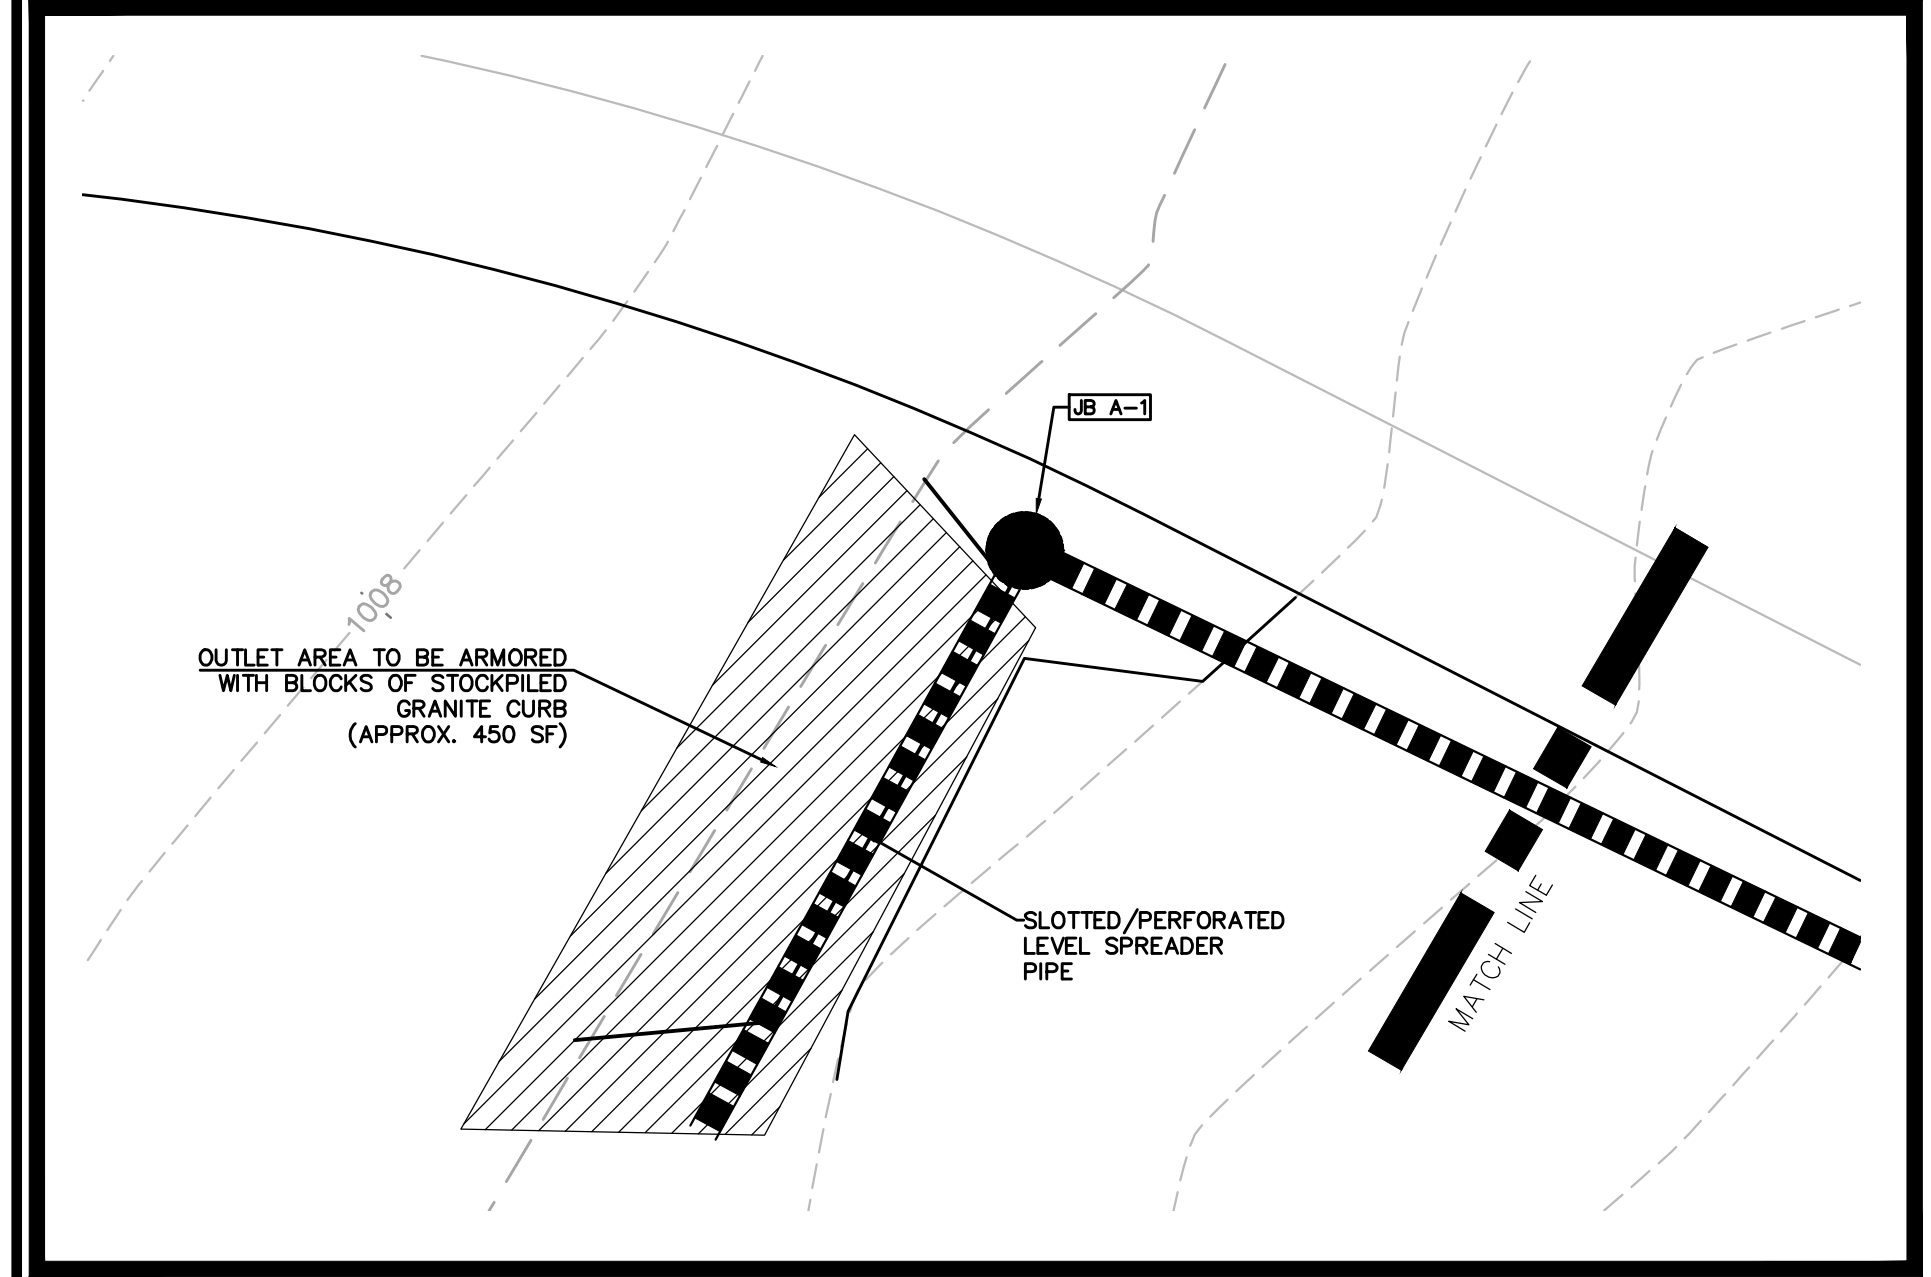 JB A-1
1008
OUTLET AREA TO BE ARMORED
WITH BLOCKS OF STOCKPILED
GRANITE CURB
(APPROX. 450 SF)
SLOTTED/PERFORATED
LEVEL SPREADER
PIPE
MATCH LINE